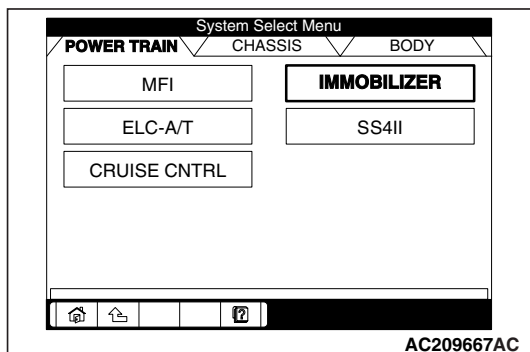 System Select Menu
POWER TRAIN CHASSIS BODY
MFI IMMOBILIZER
ELC-A/T SS4II
CRUISE CNTRL
?
AC209667AC